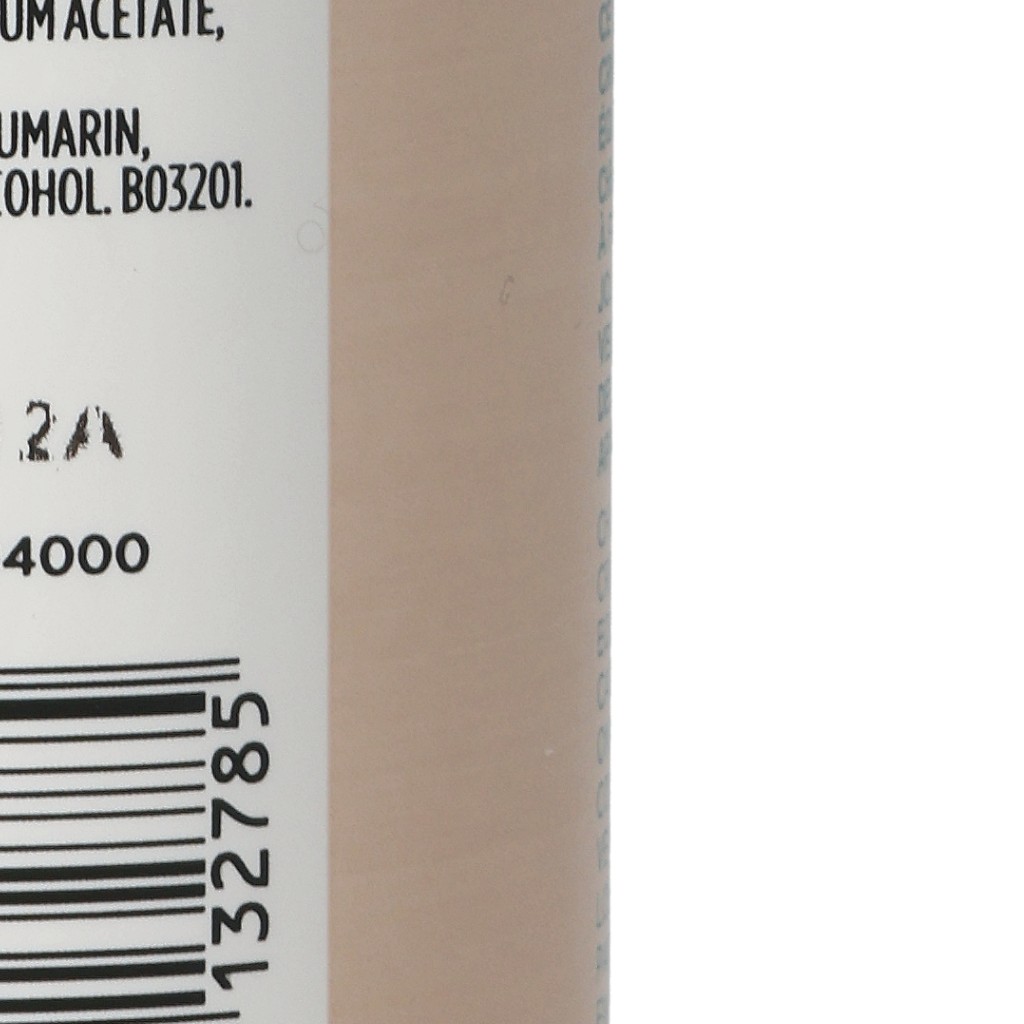 UM ACETATE,
UMARIN,
COHOL. B03201.
2A
4000
132785